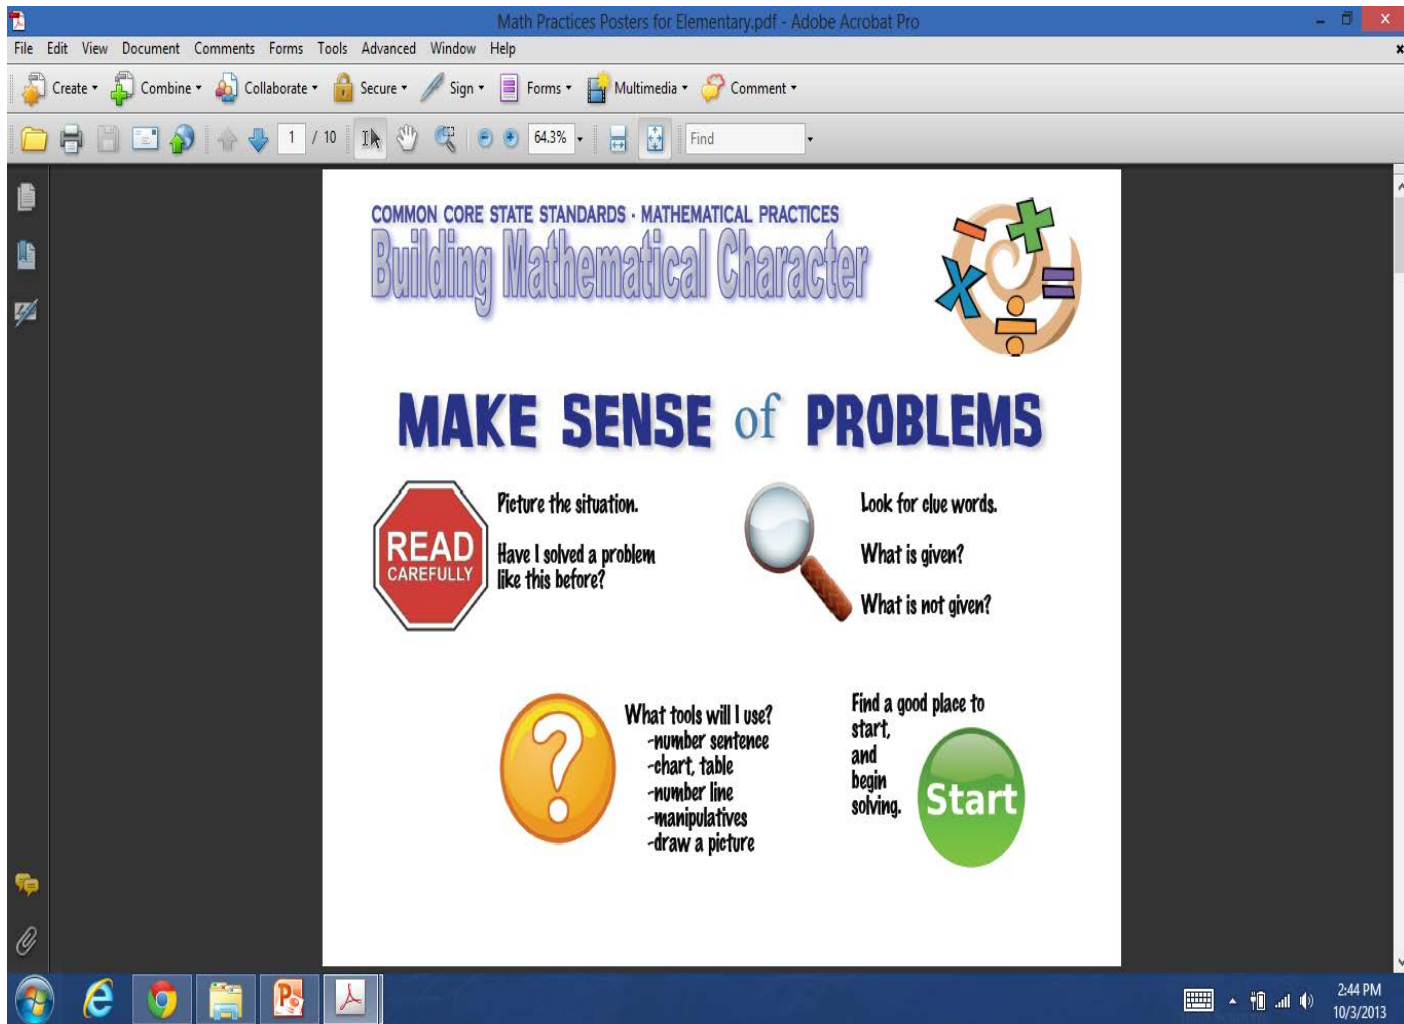 Math Practices Posters for Elementary.pdf - Adobe Acrobat Pro
File Edit View Document Comments Forms Tools Advanced Window Help
Create Combine Collaborate Secure Sign Forms Multimedia Comment
1 / 10 64.3% Find
COMMON CORE STATE STANDARDS - MATHEMATICAL PRACTICES
Building Mathematical Character
MAKE SENSE of PROBLEMS
READ
CAREFULLY
Picture the situation.
Have I solved a problem
like this before?
Look for clue words.
What is given?
What is not given?
What tools will I use?
-number sentence
-chart, table
-number line
-manipulatives
-draw a picture
Find a good place to
start,
and
begin
solving.
Start
2:44 PM
10/3/2013